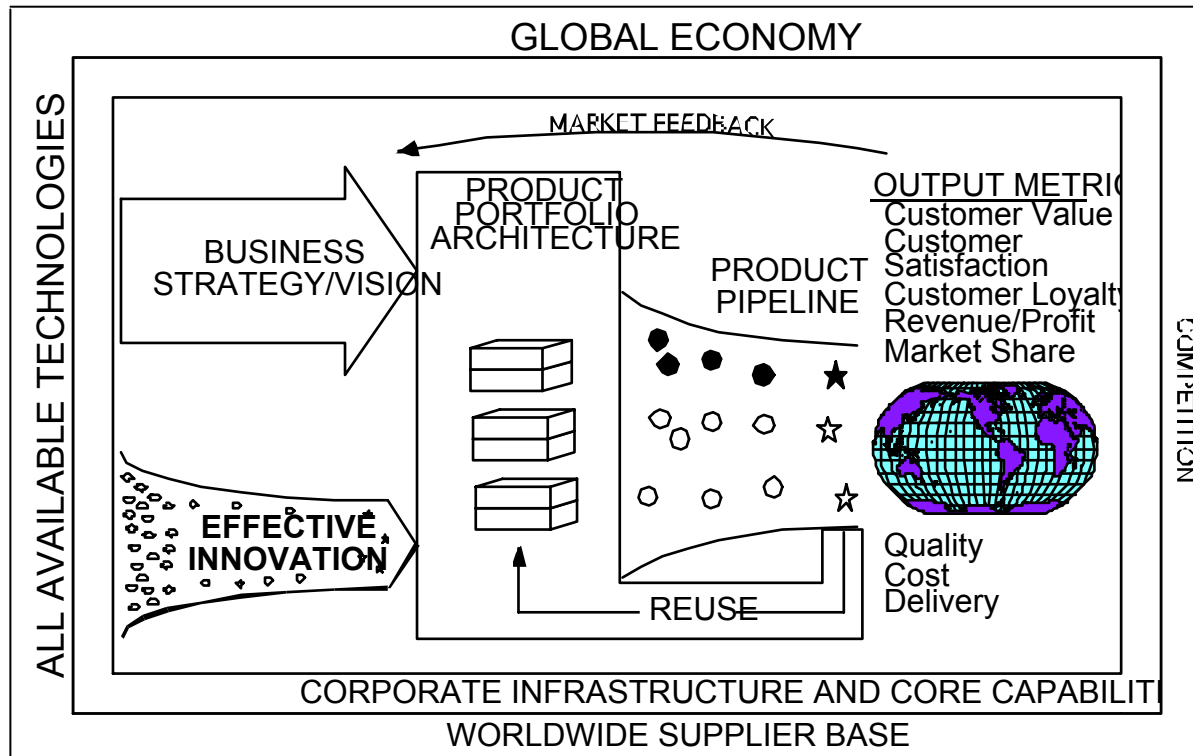 GLOBAL ECONOMY
ALL AVAILABLE TECHNOLOGIES
MARKET FEEDBACK
BUSINESS
STRATEGY/VISION
PRODUCT
PORTFOLIO
ARCHITECTURE
PRODUCT
PIPELINE
OUTPUT METRIC
Customer Value
Customer
Satisfaction
Customer Loyalty
Revenue/Profit
Market Share
COMPETITION
EFFECTIVE
INNOVATION
Quality
Cost
Delivery
REUSE
CORPORATE INFRASTRUCTURE AND CORE CAPABILITI
WORLDWIDE SUPPLIER BASE